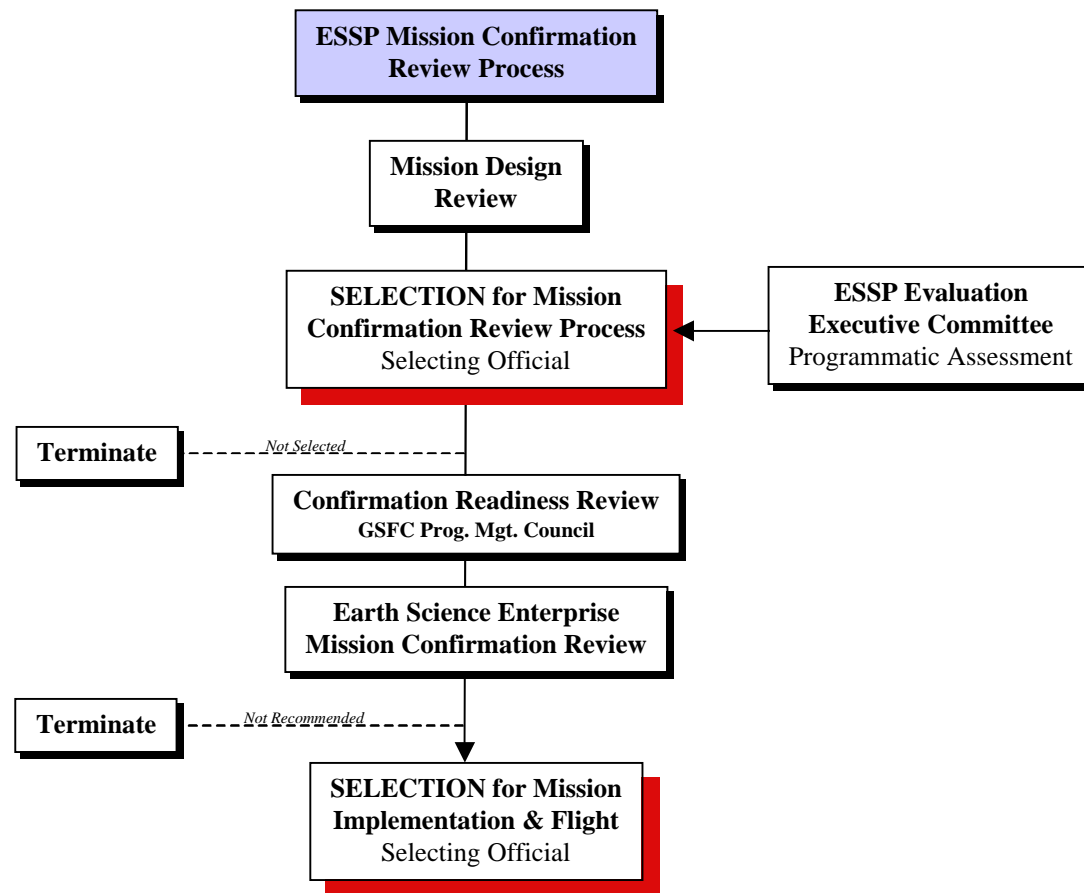 ESSP Mission Confirmation
Review Process
Mission Design
Review
SELECTION for Mission
Confirmation Review Process
Selecting Official
ESSP Evaluation
Executive Committee
Programmatic Assessment
Terminate
Not Selected
Confirmation Readiness Review
GSFC Prog. Mgt. Council
Earth Science Enterprise
Mission Confirmation Review
Terminate
Not Recommended
SELECTION for Mission
Implementation & Flight
Selecting Official